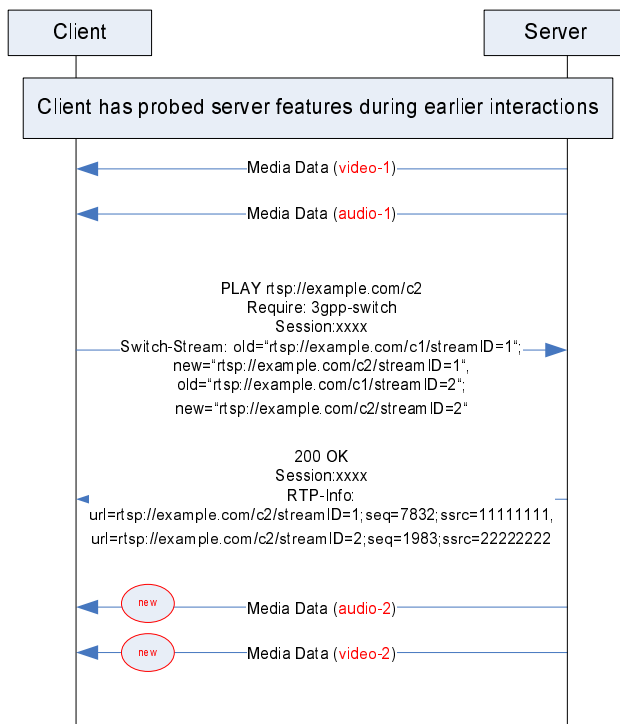 Client
Server
Client has probed server features during earlier interactions
Media Data (video-1)
Media Data (audio-1)
PLAY rtsp://example.com/c2
Require: 3gpp-switch
Session:xxxx
Switch-Stream: old=“rtsp://example.com/c1/streamID=1“;
new=“rtsp://example.com/c2/streamID=1“,
old=“rtsp://example.com/c1/streamID=2“;
new=“rtsp://example.com/c2/streamID=2“
200 OK
Session:xxxx
RTP-Info:
url=rtsp://example.com/c2/streamID=1;seq=7832;ssrc=11111111,
url=rtsp://example.com/c2/streamID=2;seq=1983;ssrc=22222222
new
Media Data (audio-2)
new
Media Data (video-2)